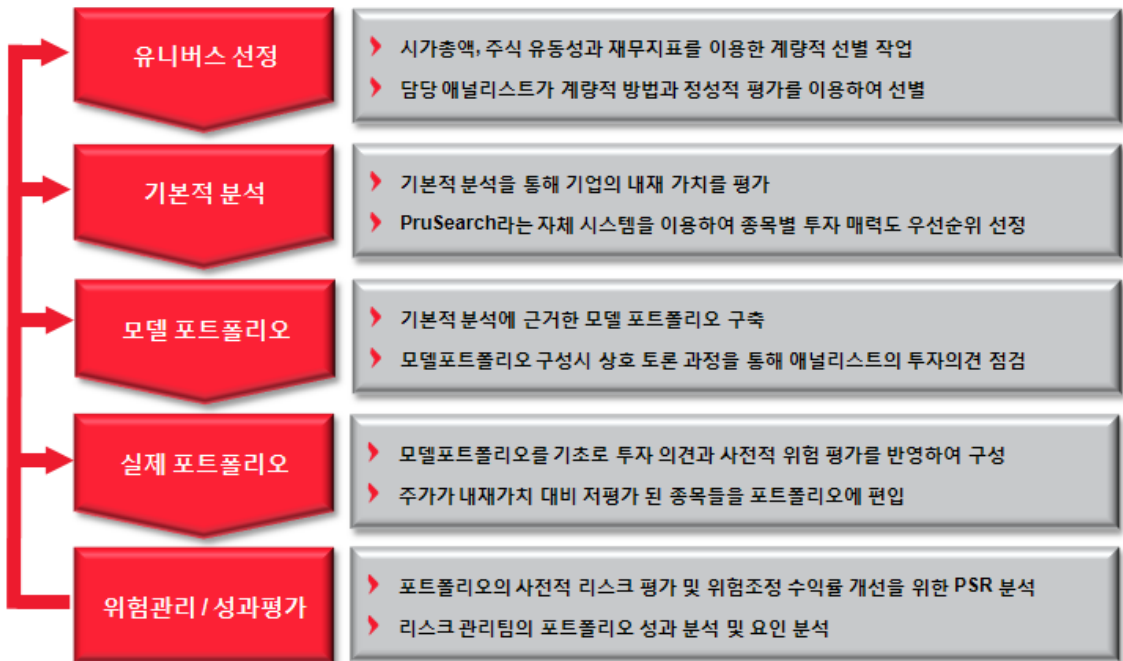 유니버스 선정
시가총액, 주식 유동성과 재무지표를 이용한 계량적 선별 작업
담당 애널리스트가 계량적 방법과 정성적 평가를 이용하여 선별
기본적 분석
기본적 분석을 통해 기업의 내재 가치를 평가
PruSearch라는 자체 시스템을 이용하여 종목별 투자 매력도 우선순위 선정
모델 포트폴리오
기본적 분석에 근거한 모델 포트폴리오 구축
모델포트폴리오 구성시 상호 토론 과정을 통해 애널리스트의 투자의견 점검
실제 포트폴리오
모델포트폴리오를 기초로 투자 의견과 사전적 위험 평가를 반영하여 구성
주가가 내재가치 대비 저평가 된 종목들을 포트폴리오에 편입
위험관리 / 성과평가
포트폴리오의 사전적 리스크 평가 및 위험조정 수익률 개선을 위한 PSR 분석
리스크 관리팀의 포트폴리오 성과 분석 및 요인 분석